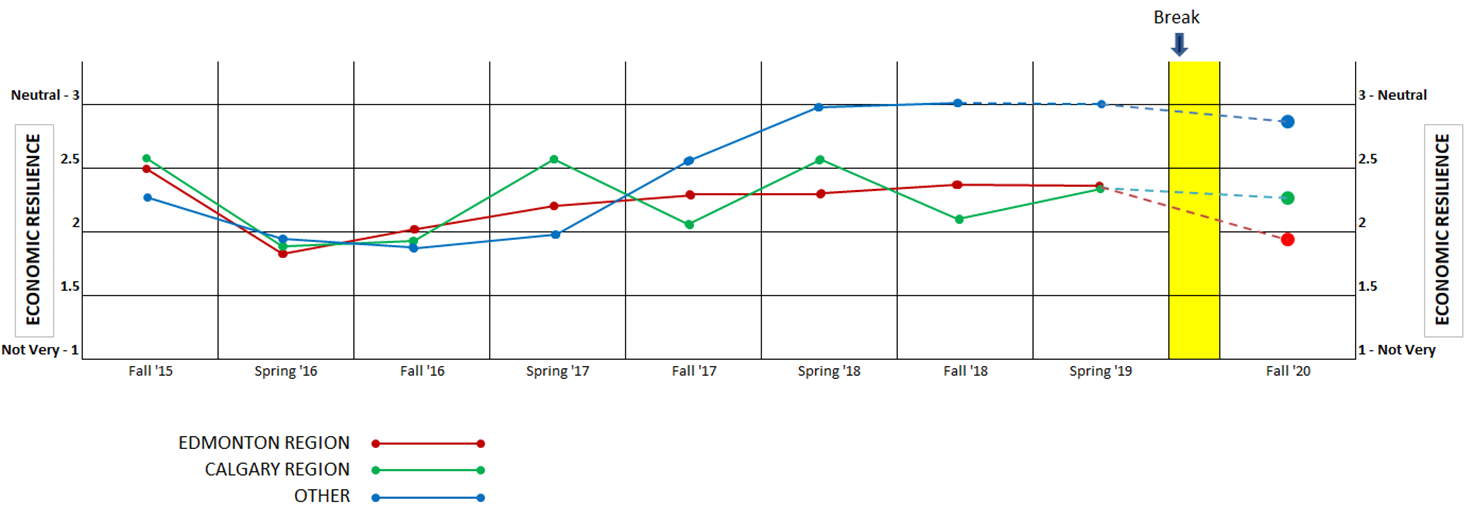 Break
Neutral - 3
3 - Neutral
2.5
2.5
ECONOMIC RESILIENCE
ECONOMIC RESILIENCE
2
2
1.5
1.5
Not Very - 1
1 - Not Very
Fall '15
Spring '16
Fall '16
Spring '17
Fall '17
Spring '18
Fall '18
Spring '19
Fall '20
EDMONTON REGION
CALGARY REGION
OTHER